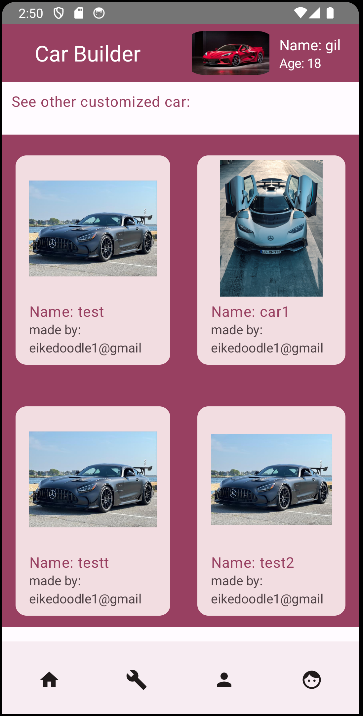 2:50
Car Builder
Name: gil
Age: 18
See other customized car:
Name: test
made by:
eikedoodle1@gmail
Name: car1
made by:
eikedoodle1@gmail
Name: testt
made by:
eikedoodle1@gmail
Name: test2
made by:
eikedoodle1@gmail